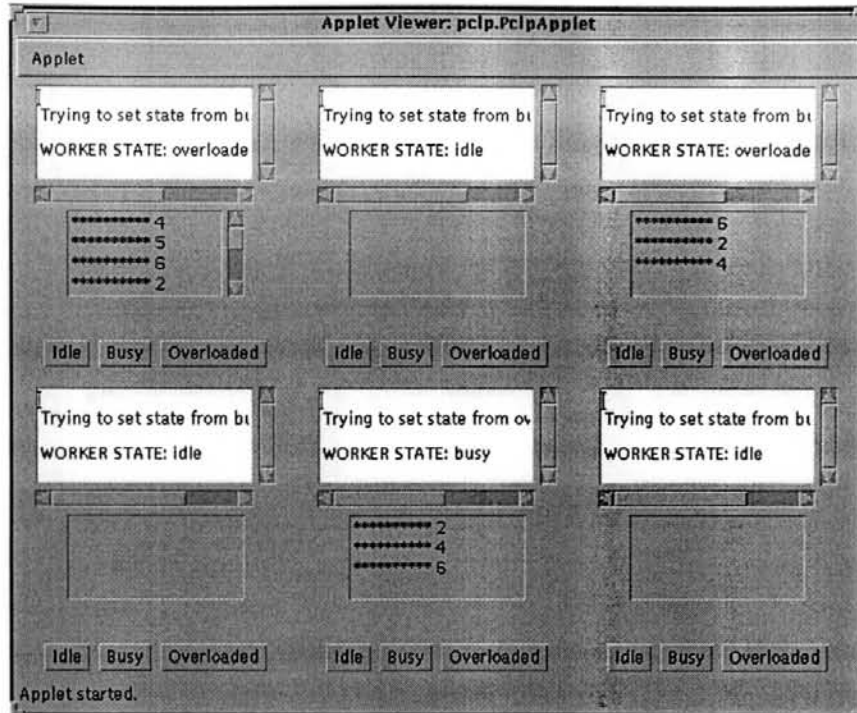 Applet Viewer: pclp.PclpApplet
Applet
Trying to set state from bu
WORKER STATE: overloade
********** 4
********** 5
********** 6
********** 2
Idle Busy Overloaded
Trying to set state from bu
WORKER STATE: idle
Idle Busy Overloaded
Trying to set state from bu
WORKER STATE: overloade
********** 6
********** 2
********** 4
Idle Busy Overloaded
Trying to set state from bu
WORKER STATE: idle
Idle Busy Overloaded
Trying to set state from ov
WORKER STATE: busy
********** 2
********** 4
********** 6
Idle Busy Overloaded
Trying to set state from bu
WORKER STATE: idle
Idle Busy Overloaded
Applet started.